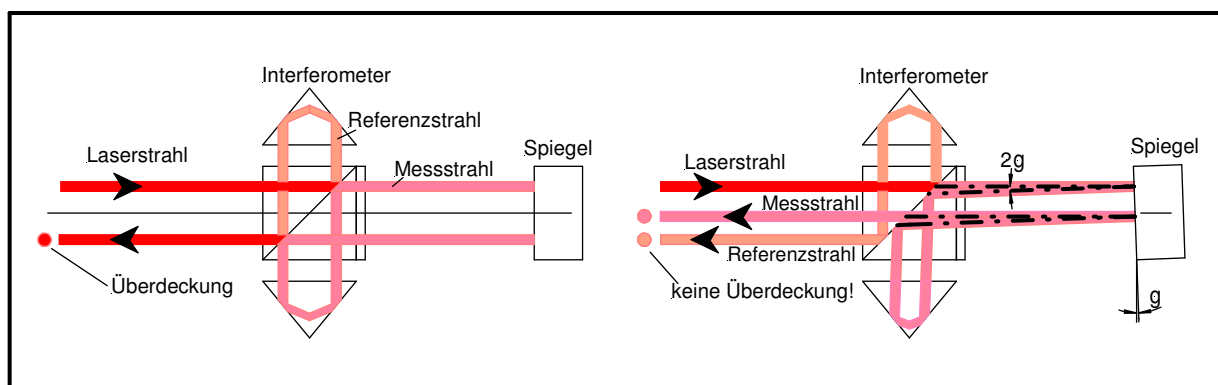 Interferometer
Referenzstrahl
Spiegel
Laserstrahl
Messstrahl
Überdeckung
Interferometer
Spiegel
Laserstrahl
2g
Messstrahl
Referenzstrahl
keine Überdeckung!
g